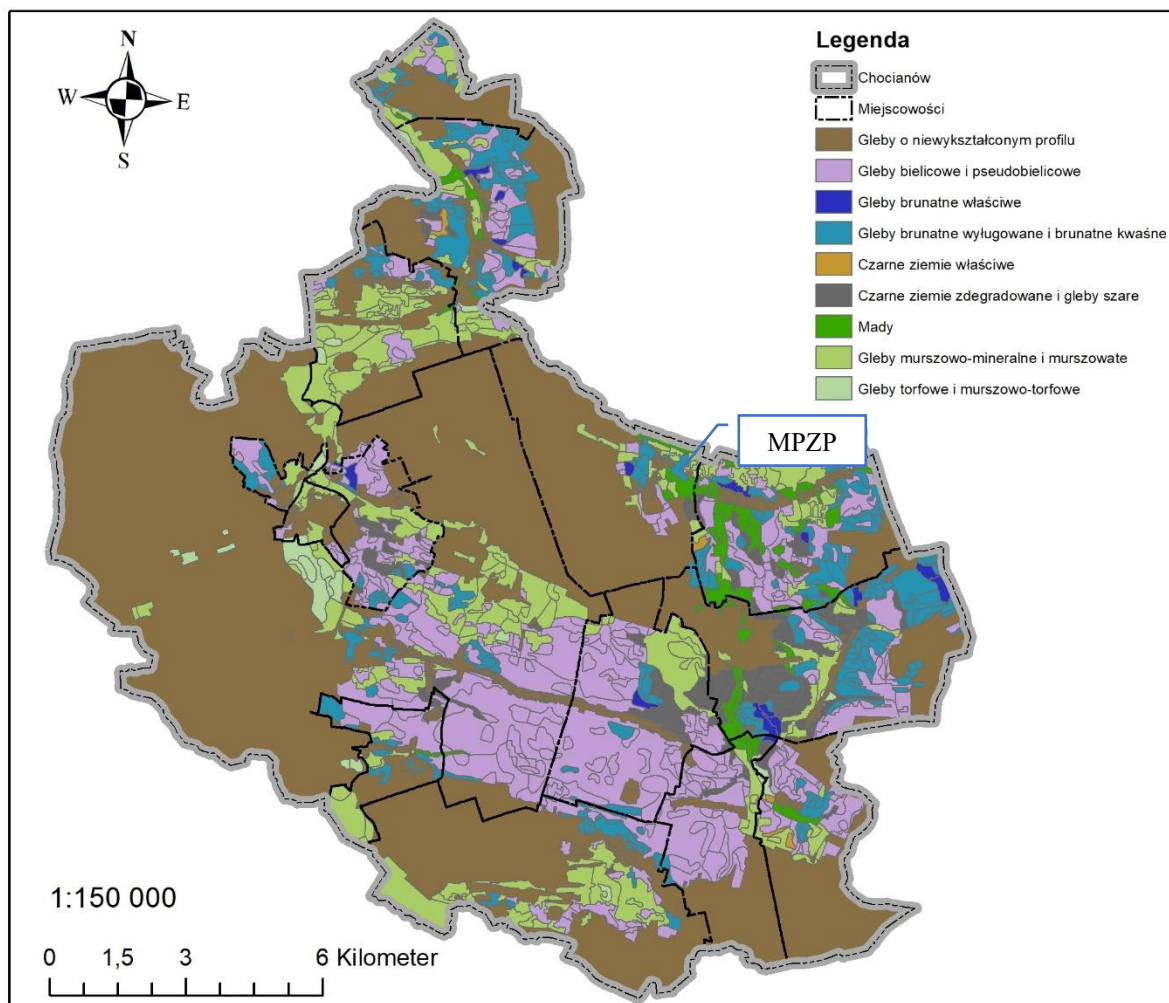 N
W
E
S
Legenda
Chocianów
Miejscowości
Gleby o niewykształconym profilu
Gleby bielicowe i pseudobielicowe
Gleby brunatne właściwe
Gleby brunatne wyługowane i brunatne kwaśne
Czarne ziemie właściwe
Czarne ziemie zdegradowane i gleby szare
Mady
Gleby murszowo-mineralne i murszowate
Gleby torfowe i murszowo-torfowe
MPZP
1:150 000
0 1,5 3 6 Kilometer